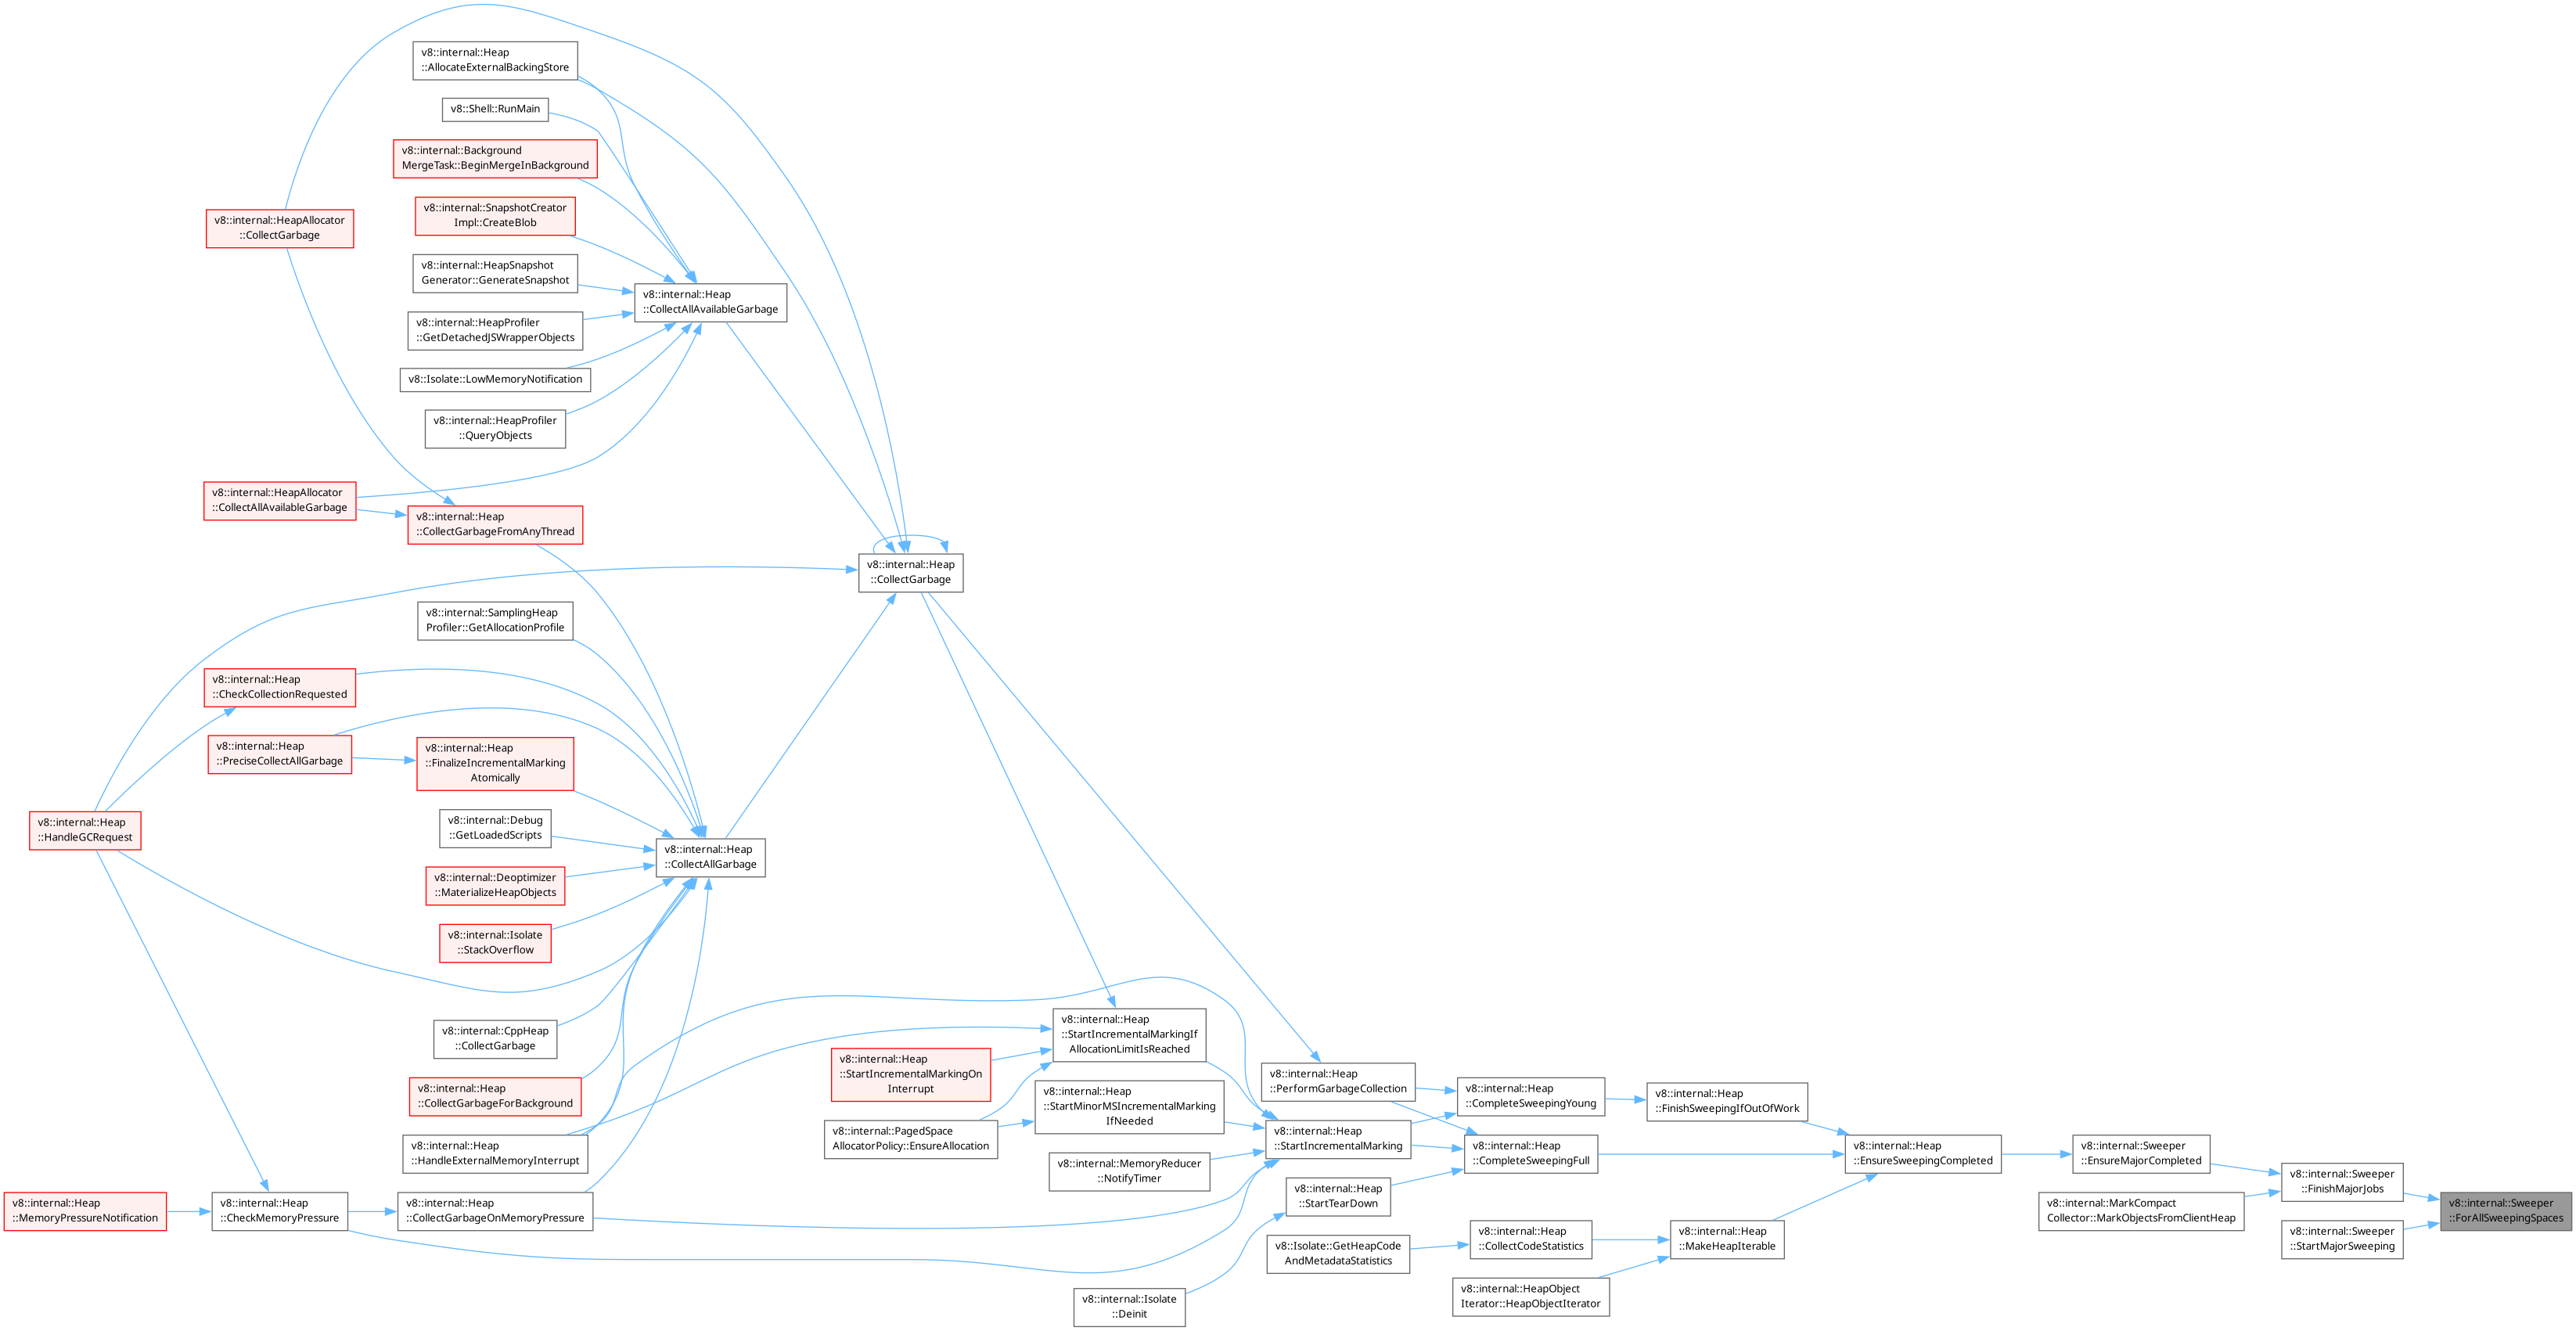 v8::internal::Heap
::AllocateExternalBackingStore
v8::Shell::RunMain
v8::internal::Background
MergeTask::BeginMergeInBackground
v8::internal::SnapshotCreator
Impl::CreateBlob
v8::internal::HeapAllocator
::CollectGarbage
v8::internal::HeapSnapshot
Generator::GenerateSnapshot
v8::internal::Heap
::CollectAllAvailableGarbage
v8::internal::HeapProfiler
::GetDetachedJSWrapperObjects
v8::Isolate::LowMemoryNotification
v8::internal::HeapProfiler
::QueryObjects
v8::internal::HeapAllocator
::CollectAllAvailableGarbage
v8::internal::Heap
::CollectGarbageFromAnyThread
v8::internal::Heap
::CollectGarbage
v8::internal::SamplingHeap
Profiler::GetAllocationProfile
v8::internal::Heap
::CheckCollectionRequested
v8::internal::Heap
::PreciseCollectAllGarbage
v8::internal::Heap
::FinalizeIncrementalMarking
Atomically
v8::internal::Heap
::HandleGCRequest
v8::internal::Debug
::GetLoadedScripts
v8::internal::Heap
::CollectAllGarbage
v8::internal::Deoptimizer
::MaterializeHeapObjects
v8::internal::Isolate
::StackOverflow
v8::internal::CppHeap
::CollectGarbage
v8::internal::Heap
::StartIncrementalMarkingIf
AllocationLimitIsReached
v8::internal::Heap
::StartIncrementalMarkingOn
Interrupt
v8::internal::Heap
::CollectGarbageForBackground
v8::internal::Heap
::PerformGarbageCollection
v8::internal::Heap
::CompleteSweepingYoung
v8::internal::Heap
::FinishSweepingIfOutOfWork
v8::internal::Heap
::StartMinorMSIncrementalMarking
IfNeeded
v8::internal::PagedSpace
AllocatorPolicy::EnsureAllocation
v8::internal::Heap
::StartIncrementalMarking
v8::internal::Heap
::CompleteSweepingFull
v8::internal::Heap
::EnsureSweepingCompleted
v8::internal::Sweeper
::EnsureMajorCompleted
v8::internal::Heap
::HandleExternalMemoryInterrupt
v8::internal::MemoryReducer
::NotifyTimer
v8::internal::Sweeper
::FinishMajorJobs
v8::internal::Heap
::MemoryPressureNotification
v8::internal::Heap
::CheckMemoryPressure
v8::internal::Heap
::CollectGarbageOnMemoryPressure
v8::internal::Heap
::StartTearDown
v8::internal::MarkCompact
Collector::MarkObjectsFromClientHeap
v8::internal::Sweeper
::ForAllSweepingSpaces
v8::Isolate::GetHeapCode
AndMetadataStatistics
v8::internal::Heap
::CollectCodeStatistics
v8::internal::Heap
::MakeHeapIterable
v8::internal::Sweeper
::StartMajorSweeping
v8::internal::Isolate
::Deinit
v8::internal::HeapObject
Iterator::HeapObjectIterator